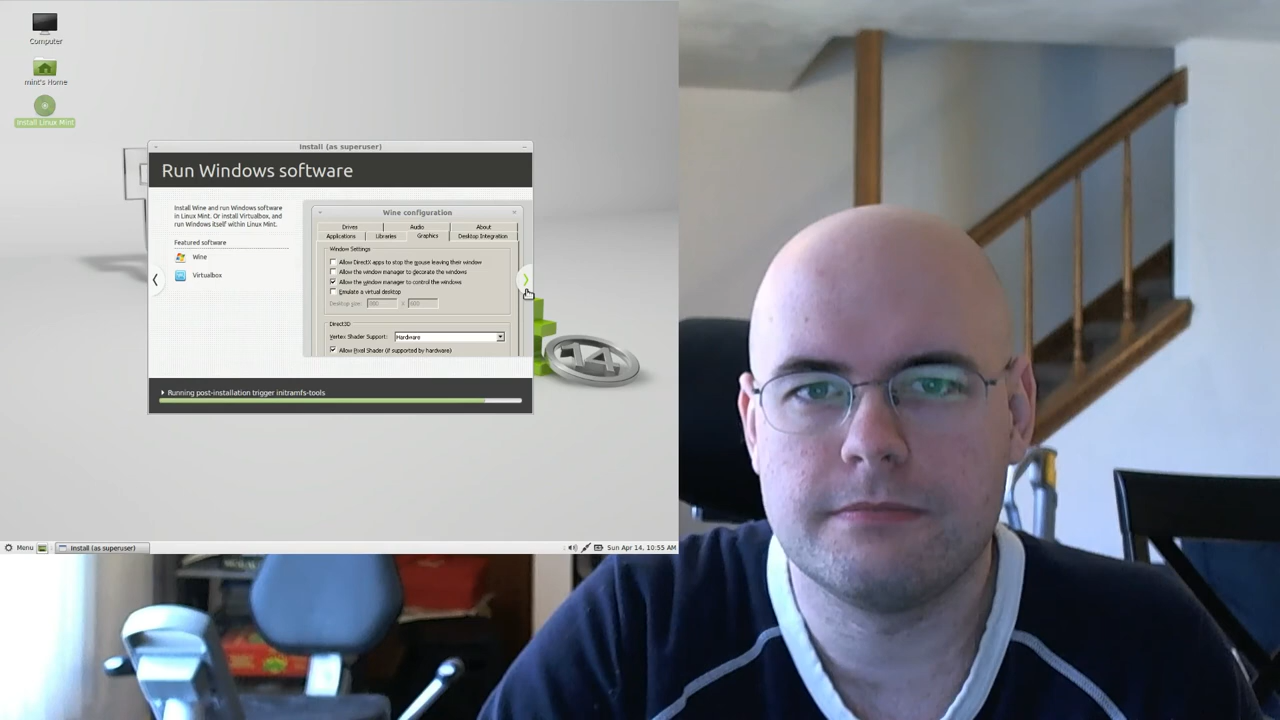 Computer
mint's Home
Install Linux Mint
Install (as superuser)
Run Windows software
Install Wine and run Windows software
in Linux Mint. Or install Virtualbox, and
run Windows itself within Linux Mint.
Featured software
Wine
Virtualbox
Wine configuration
Drives Audio About
Applications Libraries Graphics Desktop Integration
Window Settings
Allow DirectX apps to stop the mouse leaving their window
Allow the window manager to decorate the windows
Allow the window manager to control the windows
Emulate a virtual desktop
Desktop size: X
Direct3D
Vertex Shader Support: Hardware
Allow Pixel Shader (if supported by hardware)
14
Running post-installation trigger initramfs-tools
Menu Install (as superuser) Sun Apr 14, 10:55 AM